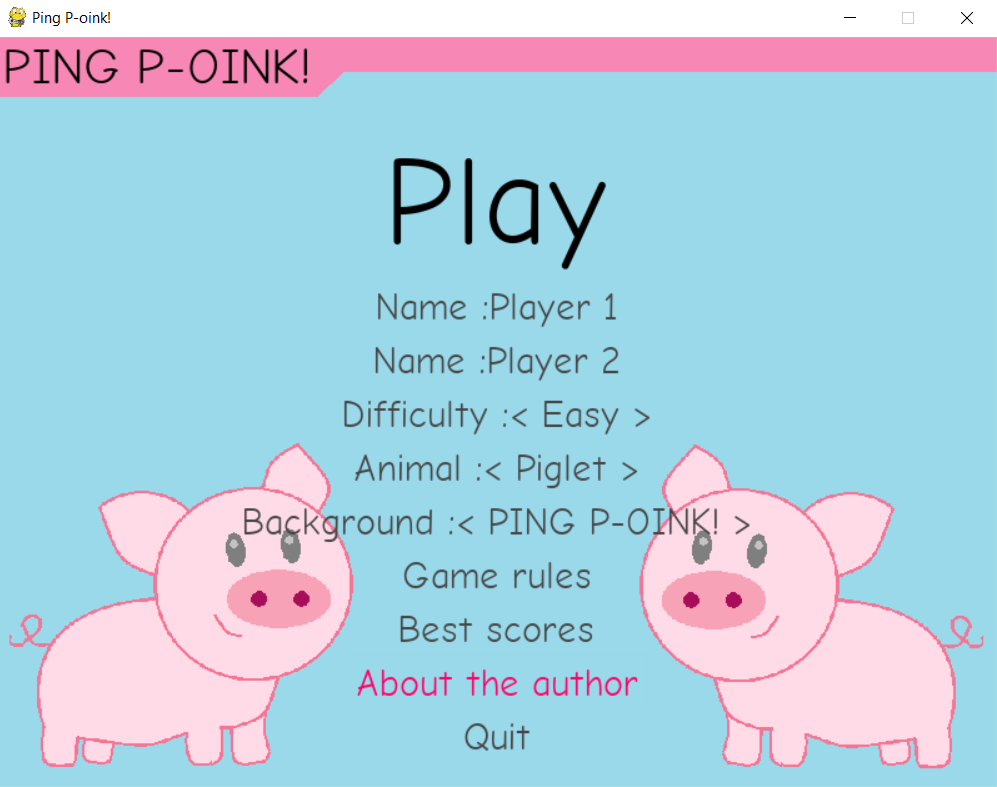 Ping P-oink!
PING P-OINK!
Play
Name :Player 1
Name :Player 2
Difficulty :< Easy >
Animal :< Piglet >
Background :< PING P-OINK! >
Game rules
Best scores
About the author
Quit